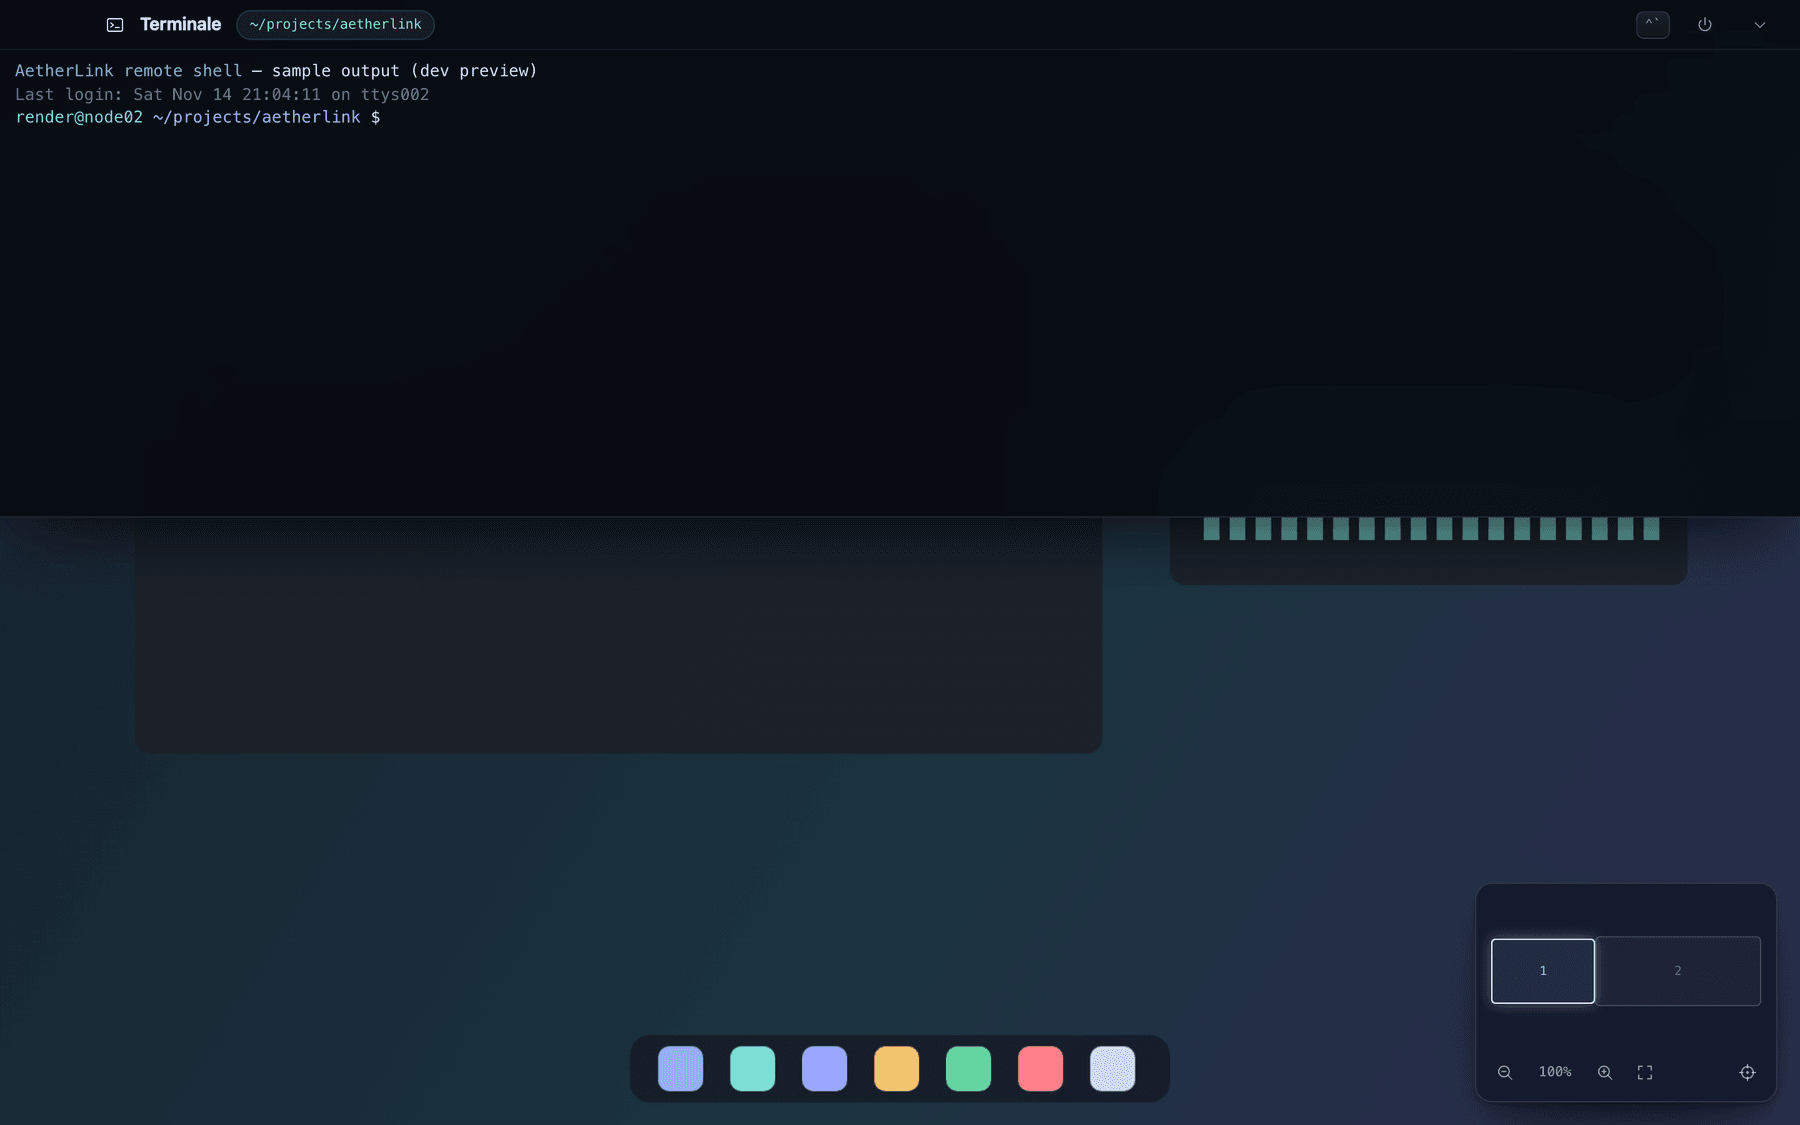 Terminale ~/projects/aetherlink ^`
AetherLink remote shell — sample output (dev preview)
Last login: Sat Nov 14 21:04:11 on ttys002
render@node02 ~/projects/aetherlink $
1 2
100%